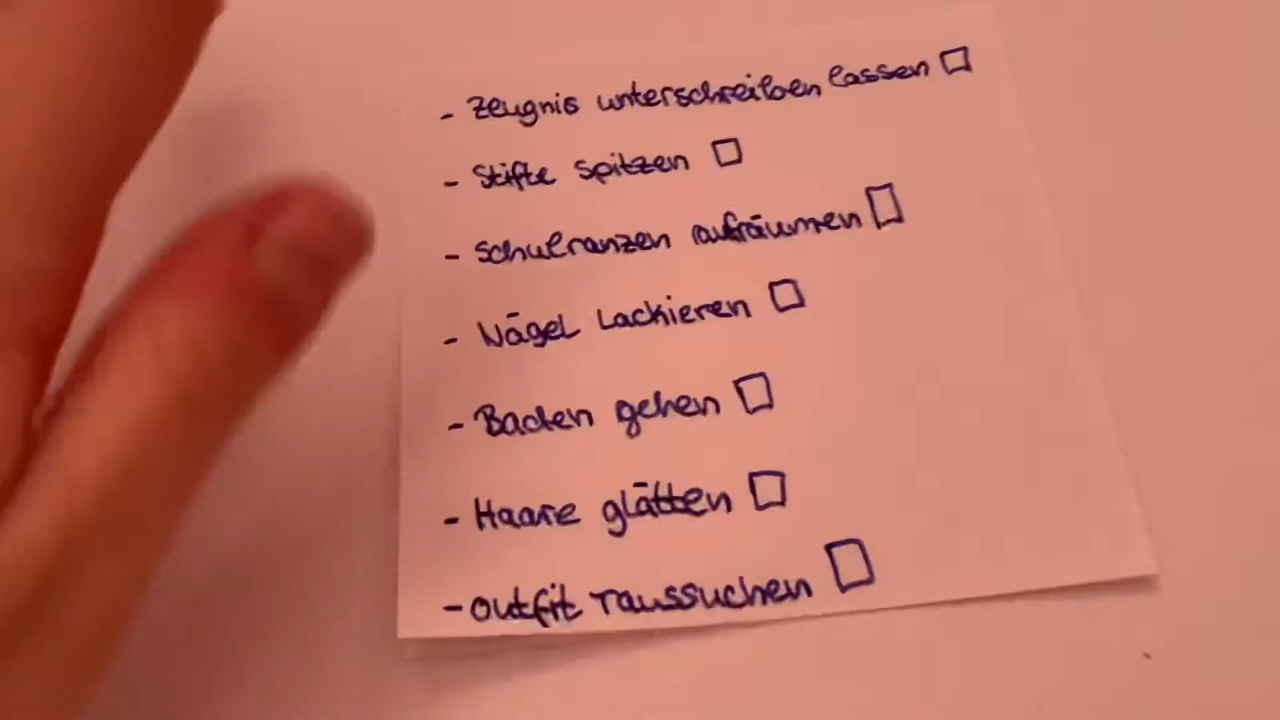 - Zeugnis unterschreiben lassen ☐
- Stifte spitzen ☐
- Schulranzen aufräumen ☐
- Nägel Lackieren ☐
- Baden gehen ☐
- Haare glätten ☐
- outfit raussuchen ☐